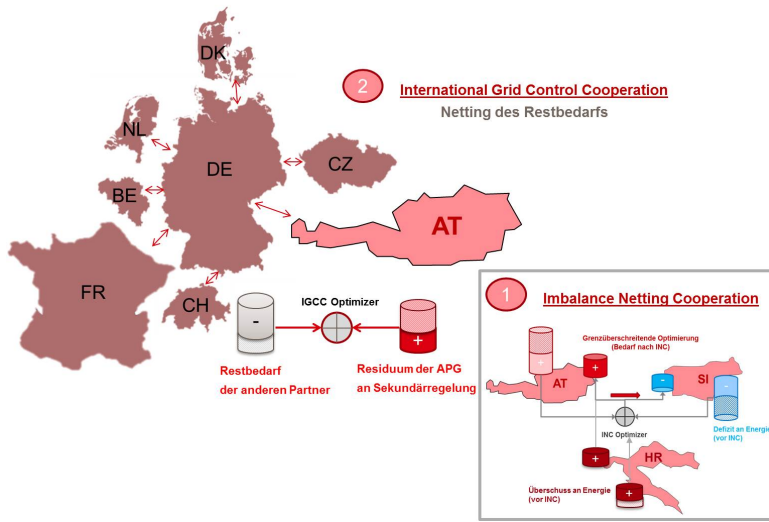 DK
2
International Grid Control Cooperation
Netting des Restbedarfs
NL
DE
CZ
BE
AT
FR
CH
-
IGCC Optimizer
+
Restbedarf
der anderen Partner
Residuum der APG
an Sekundärregelung
1
Imbalance Netting Cooperation
Grenzüberschreitende Optimierung
(Bedarf nach INC)
+
+
AT
-
SI
-
INC Optimizer
Defizit an Energie
(vor INC)
+
HR
Überschuss an Energie
(vor INC)
+